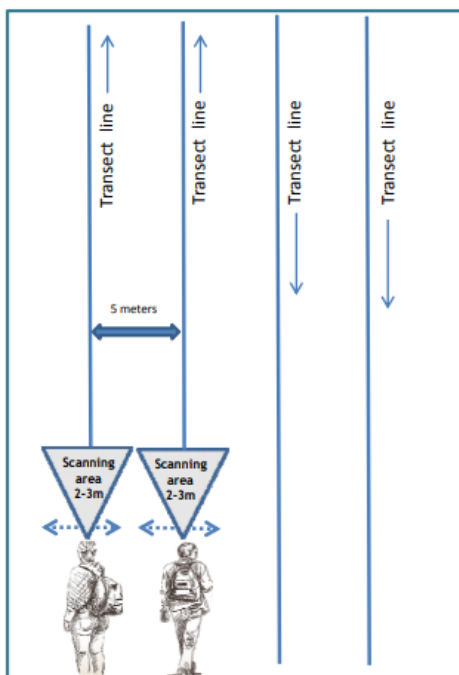 Transect line
Transect line
Transect line
Transect line
5 meters
Scanning
area
2-3m
Scanning
area
2-3m